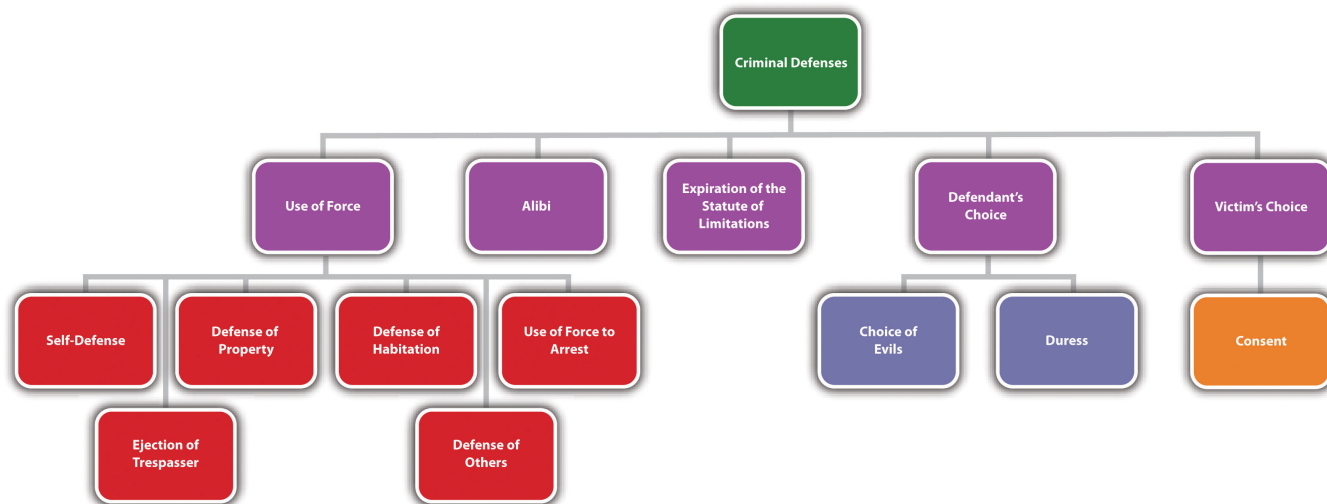 Criminal Defenses
Use of Force
Alibi
Expiration of the
Statute of
Limitations
Defendant’s
Choice
Victim’s Choice
Self-Defense
Defense of
Property
Defense of
Habitation
Use of Force to
Arrest
Choice of
Evils
Duress
Consent
Ejection of
Trespasser
Defense of
Others